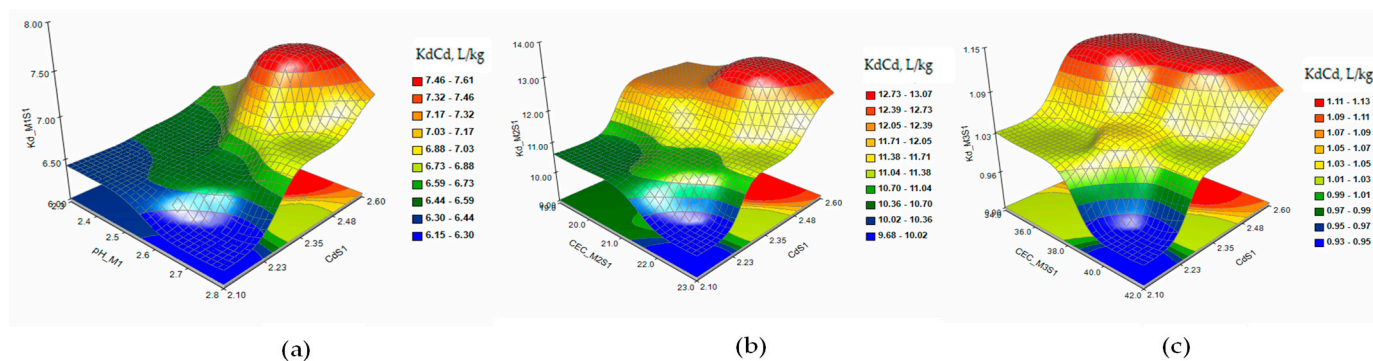 8.00
7.50
7.00
6.50
6.00
Kd_M1S1
2.3
2.4
2.5
2.6
2.7
2.8
pH_M1
2.10
2.23
2.35
2.48
2.60
CdS1
KdCd, L/kg
7.46 - 7.61
7.32 - 7.46
7.17 - 7.32
7.03 - 7.17
6.88 - 7.03
6.73 - 6.88
6.59 - 6.73
6.44 - 6.59
6.30 - 6.44
6.15 - 6.30
(a)
14.00
13.00
12.00
11.00
10.00
9.00
Kd_M2S1
19.0
20.0
21.0
22.0
23.0
CEC_M2S1
2.10
2.23
2.35
2.48
2.60
CdS1
KdCd, L/kg
12.73 - 13.07
12.39 - 12.73
12.05 - 12.39
11.71 - 12.05
11.38 - 11.71
11.04 - 11.38
10.70 - 11.04
10.36 - 10.70
10.02 - 10.36
9.68 - 10.02
(b)
1.15
1.09
1.03
0.96
0.90
Kd_M3S1
34.0
36.0
38.0
40.0
42.0
CEC_M3S1
2.10
2.23
2.35
2.48
2.60
CdS1
KdCd, L/kg
1.11 - 1.13
1.09 - 1.11
1.07 - 1.09
1.05 - 1.07
1.03 - 1.05
1.01 - 1.03
0.99 - 1.01
0.97 - 0.99
0.95 - 0.97
0.93 - 0.95
(c)